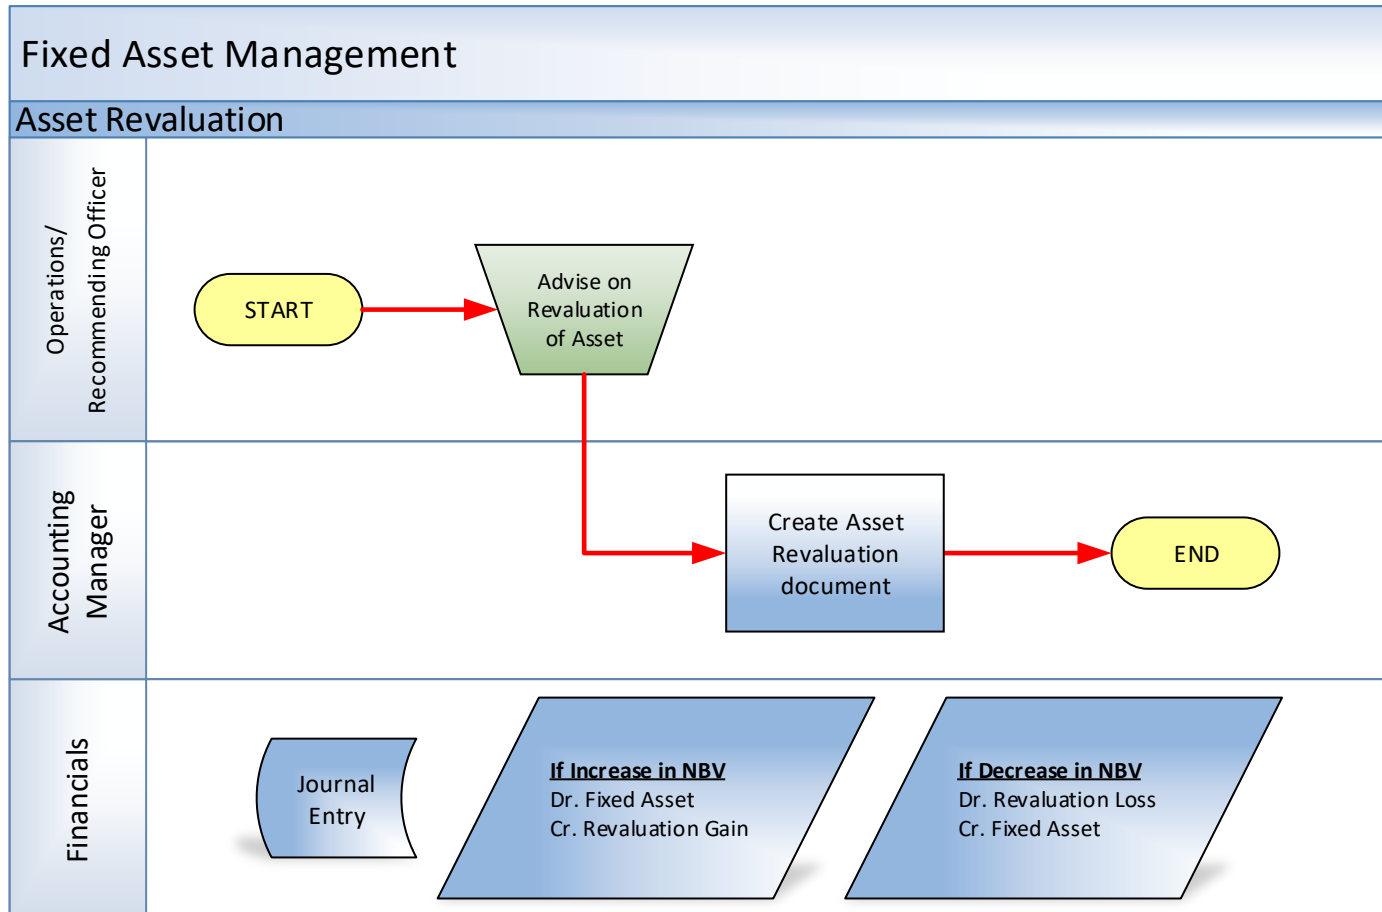 Fixed Asset Management
Asset Revaluation
Operations/
Recommending Officer
START
Advise on
Revaluation
of Asset
Accounting
Manager
Create Asset
Revaluation
document
END
Financials
Journal
Entry
If Increase in NBV
Dr. Fixed Asset
Cr. Revaluation Gain
If Decrease in NBV
Dr. Revaluation Loss
Cr. Fixed Asset